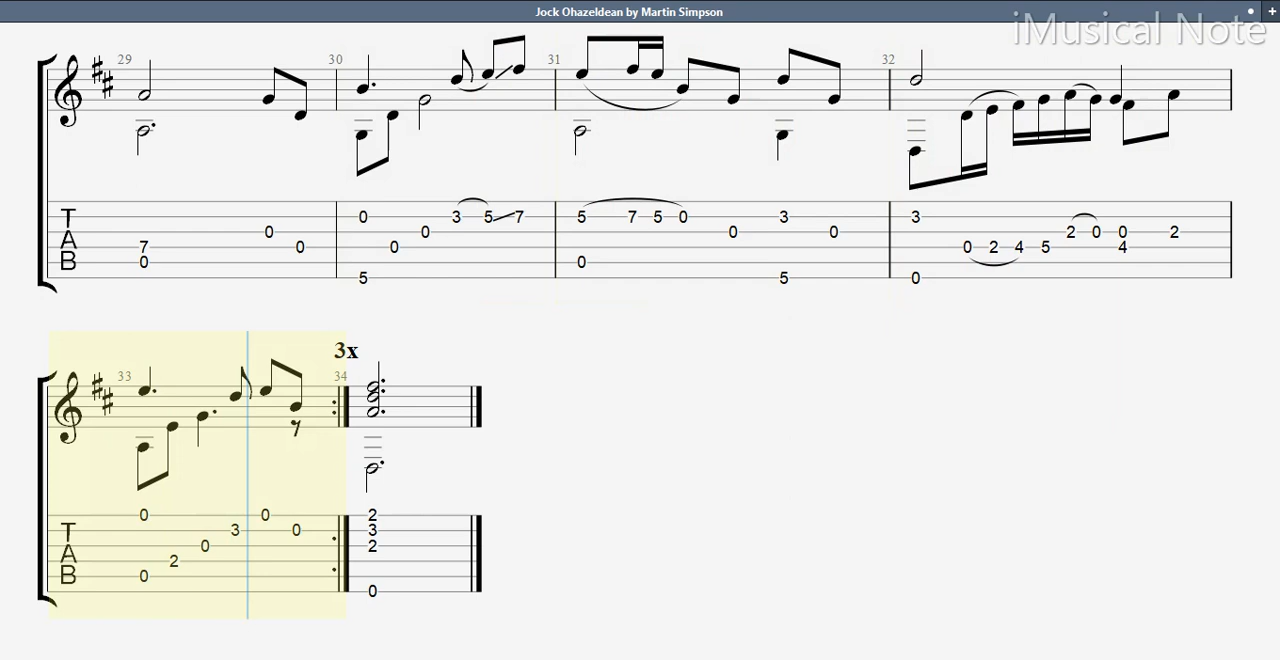 Jock Ohazeldean by Martin Simpson
+
iMusical Note
29 30 31 32
T A B
0 3 5 7 5 7 5 0 3 3
0 0 0 0 2 0 0 2
7 0 0 0 2 4 5 4
0 0
5 5 0
3x
33 34
T A B
0 0 2
3 0 3
0 2
2
0
0